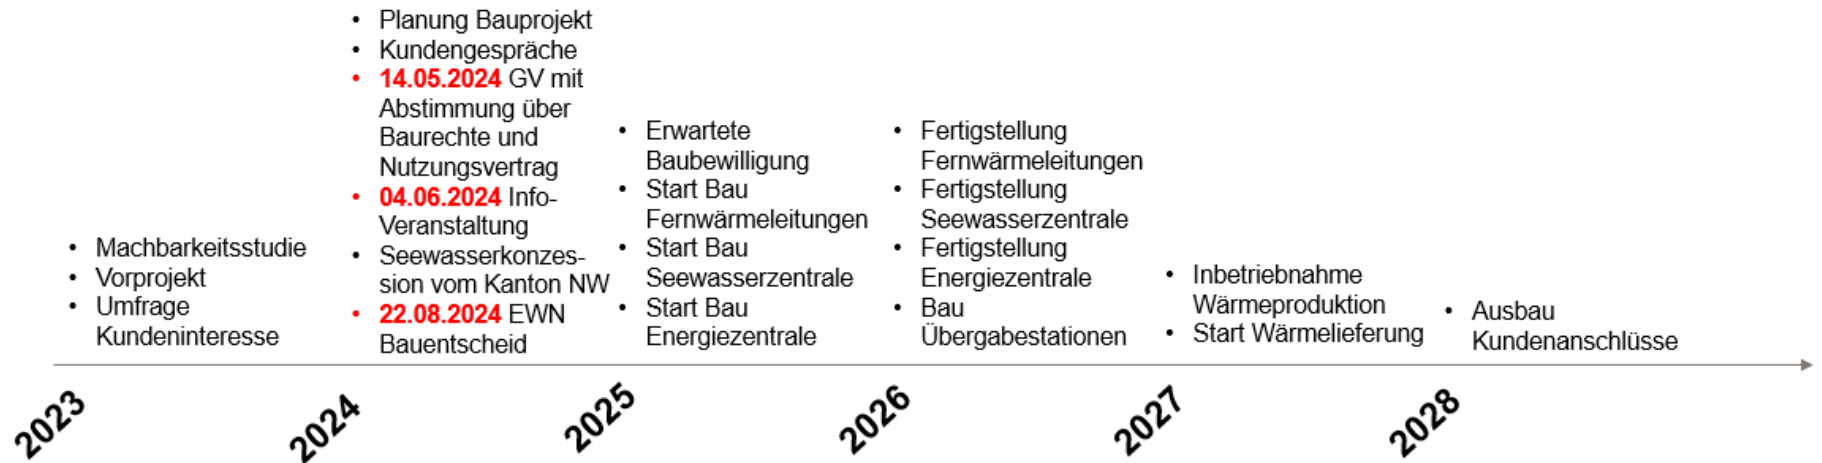 • Machbarkeitsstudie
• Vorprojekt
• Umfrage
Kundeninteresse
• Planung Bauprojekt
• Kundengespräche
• 14.05.2024 GV mit
Abstimmung über
Baurechte und
Nutzungsvertrag
• 04.06.2024 Info-
Veranstaltung
• Seewasserkonzes-
sion vom Kanton NW
• 22.08.2024 EWN
Bauentscheid
• Erwartete
Baubewilligung
• Start Bau
Fernwärmeleitungen
• Start Bau
Seewasserzentrale
• Start Bau
Energiezentrale
• Fertigstellung
Fernwärmeleitungen
• Fertigstellung
Seewasserzentrale
• Fertigstellung
Energiezentrale
• Bau
Übergabestationen
• Inbetriebnahme
Wärmeproduktion
• Start Wärmelieferung
• Ausbau
Kundenanschlüsse
2023
2024
2025
2026
2027
2028